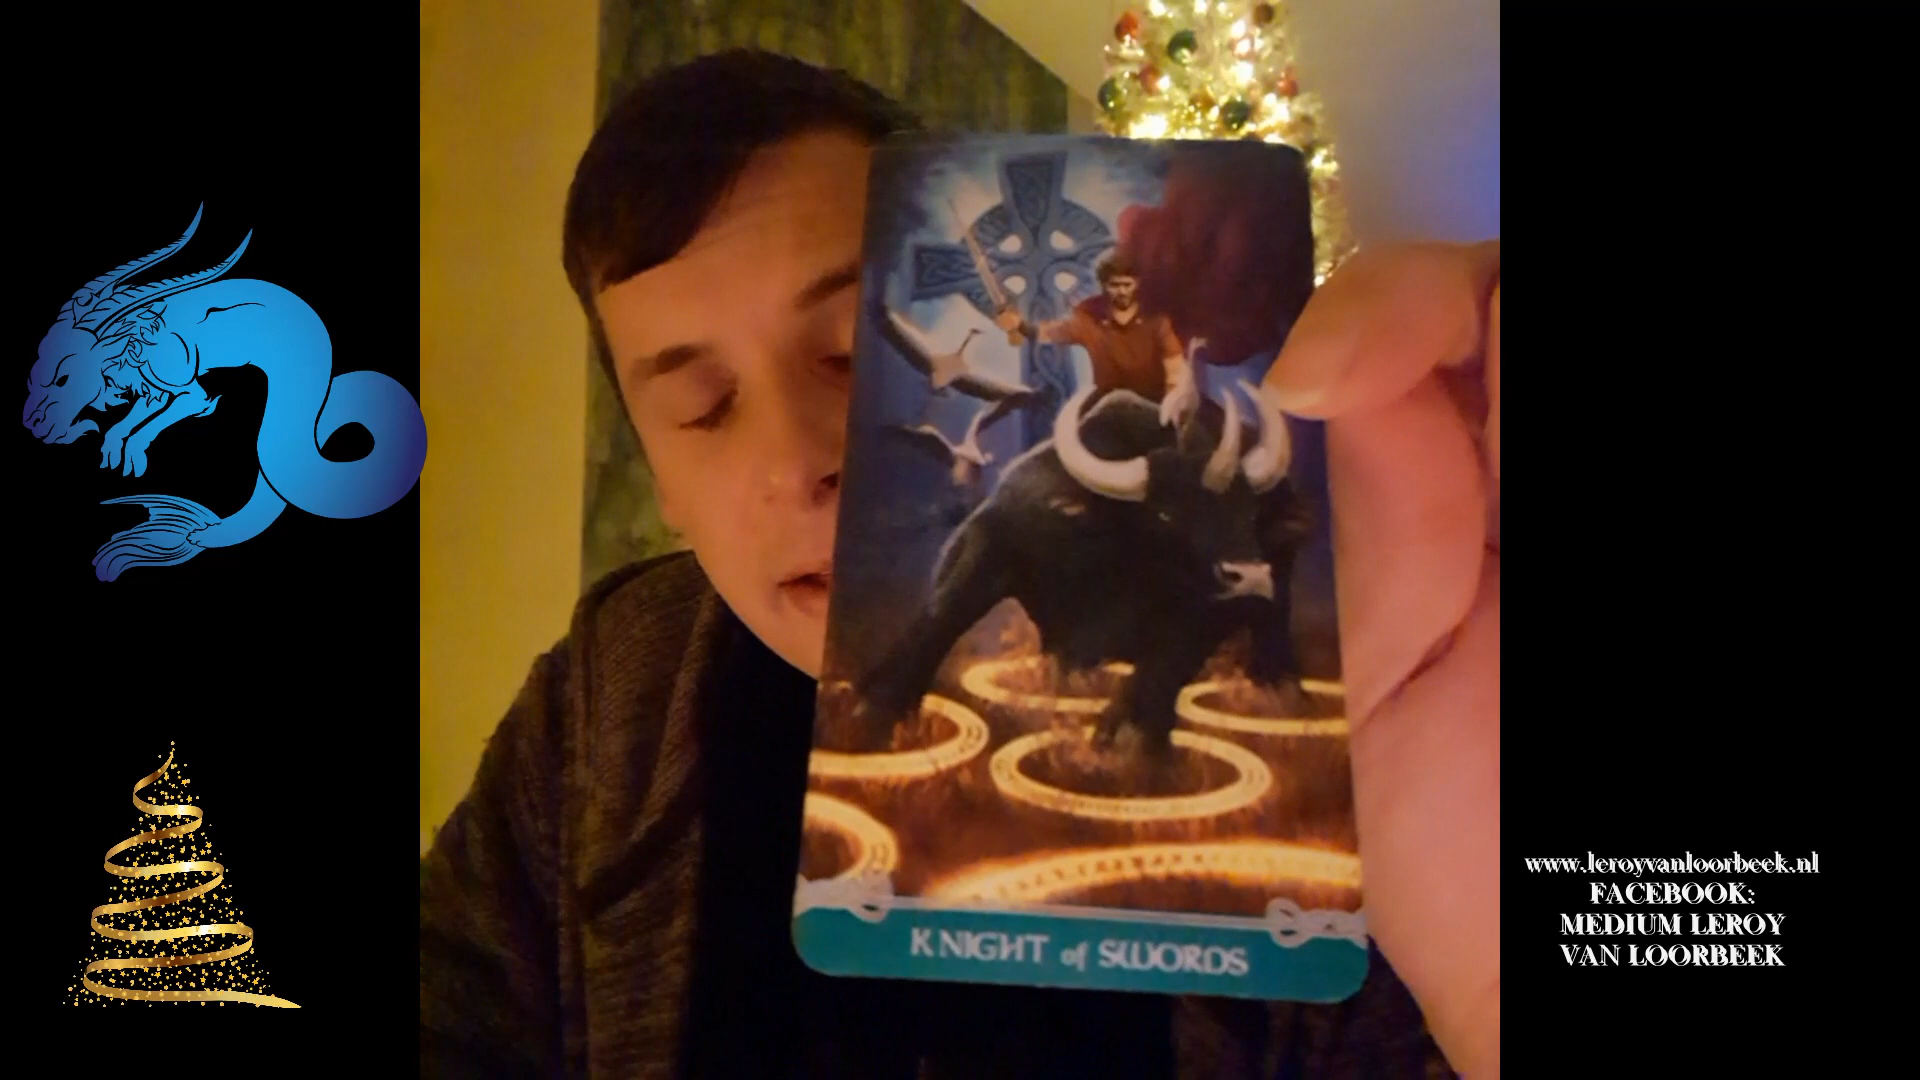 KNIGHT of SWORDS
www.leroyvanloorbeek.nl
FACEBOOK:
MEDIUM LEROY
VAN LOORBEEK